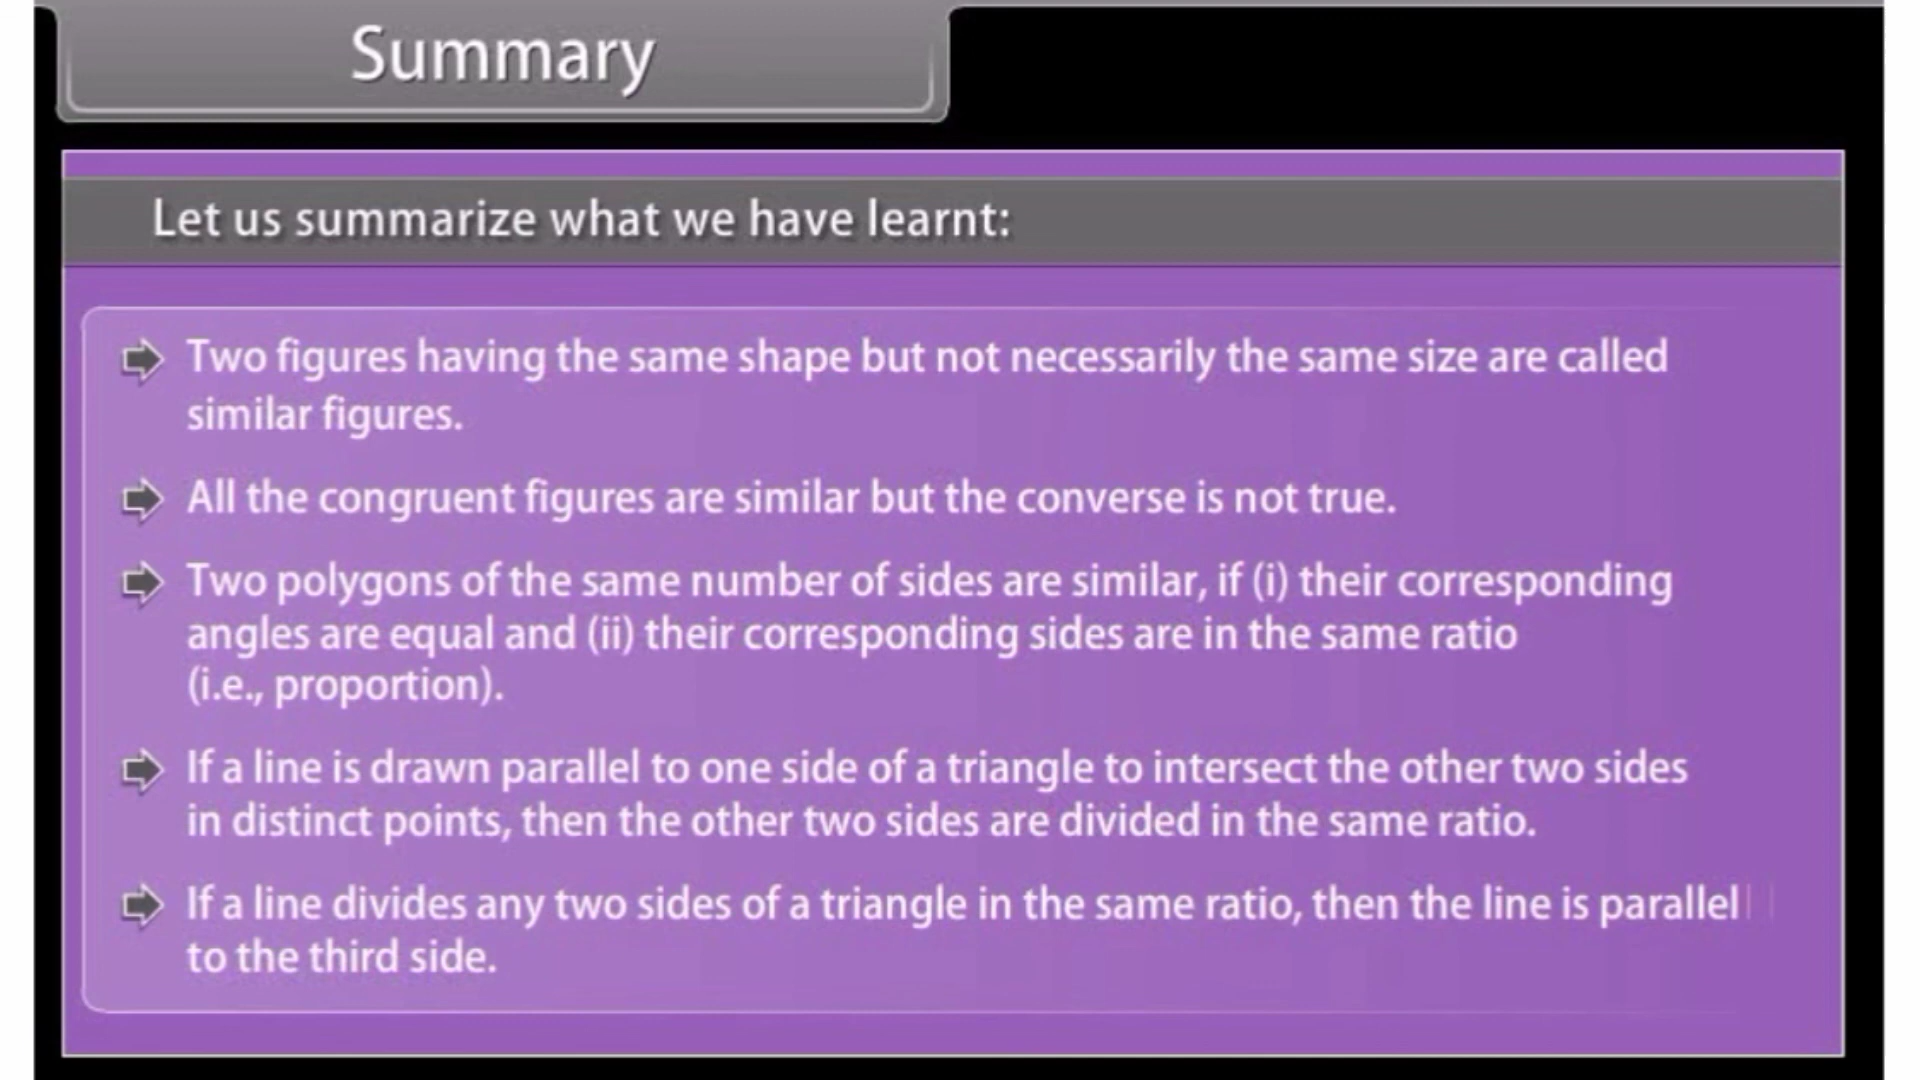 Summary
Let us summarize what we have learnt:
Two figures having the same shape but not necessarily the same size are called
similar figures.
All the congruent figures are similar but the converse is not true.
Two polygons of the same number of sides are similar, if (i) their corresponding
angles are equal and (ii) their corresponding sides are in the same ratio
(i.e., proportion).
If a line is drawn parallel to one side of a triangle to intersect the other two sides
in distinct points, then the other two sides are divided in the same ratio.
If a line divides any two sides of a triangle in the same ratio, then the line is parallel
to the third side.